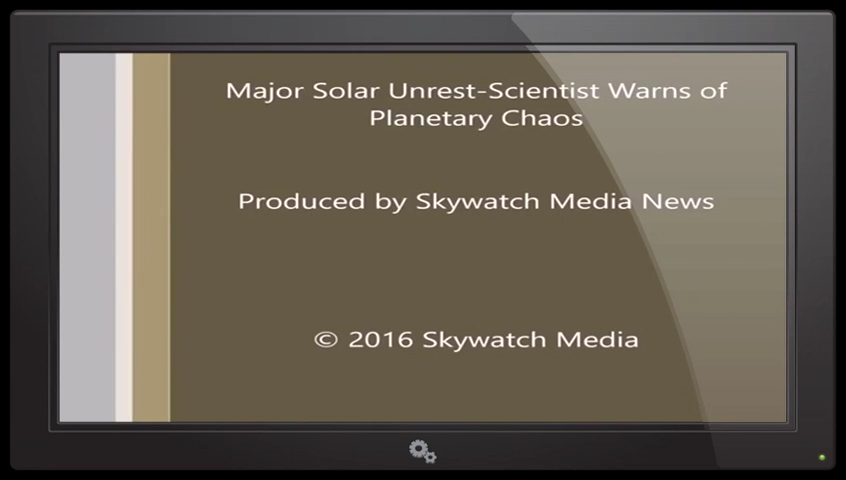 Major Solar Unrest-Scientist Warns of
Planetary Chaos
Produced by Skywatch Media News
© 2016 Skywatch Media